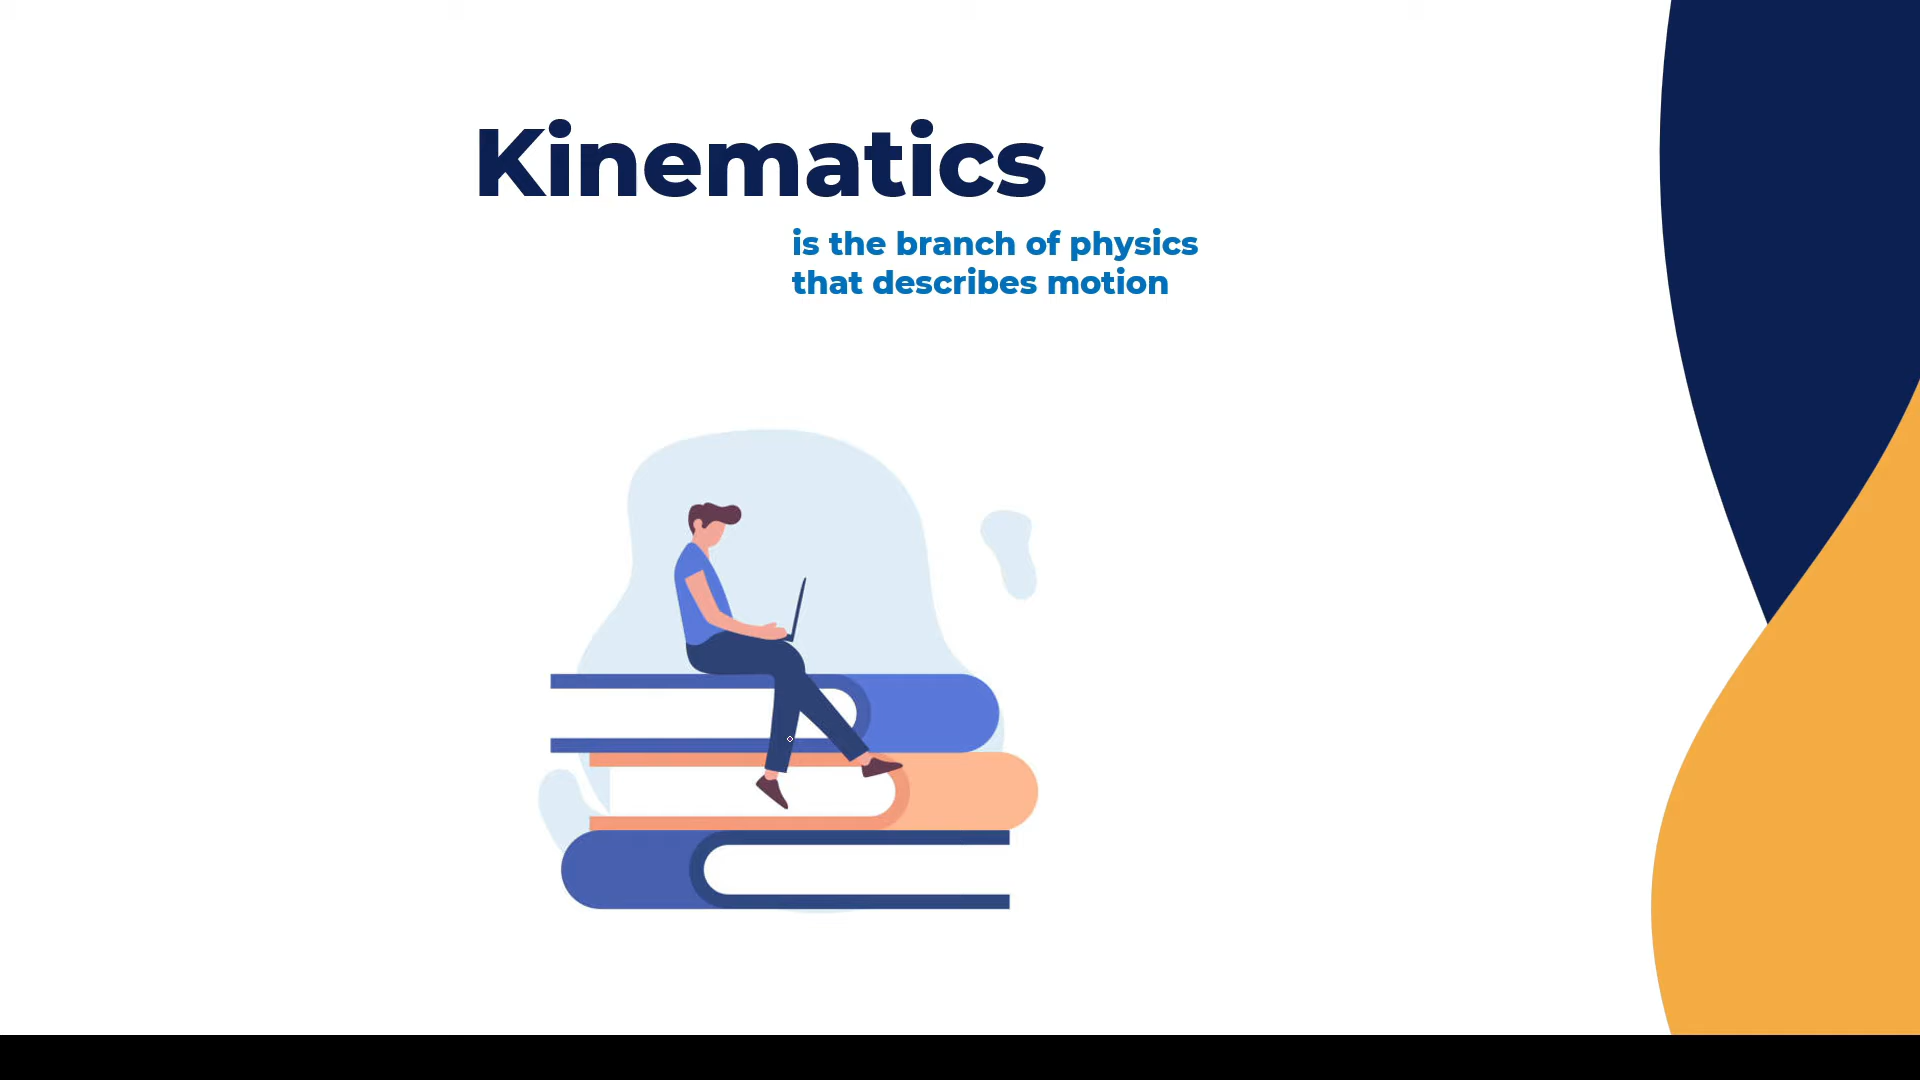 Kinematics
is the branch of physics
that describes motion